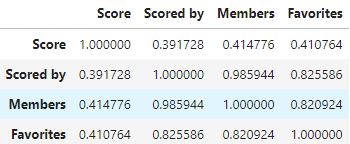 Score Scored by Members Favorites
Score 1.000000 0.391728 0.414776 0.410764
Scored by 0.391728 1.000000 0.985944 0.825586
Members 0.414776 0.985944 1.000000 0.820924
Favorites 0.410764 0.825586 0.820924 1.000000